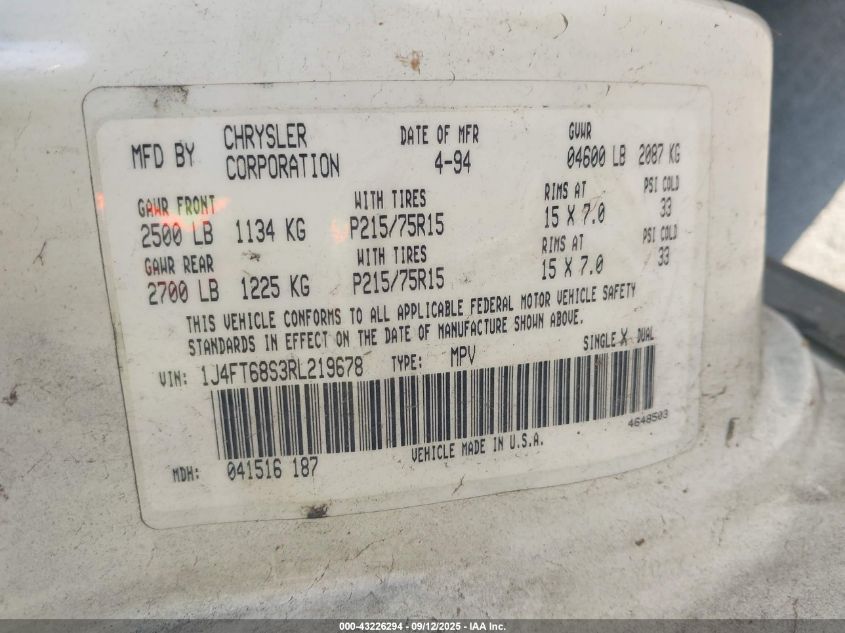 MFD BY CHRYSLER CORPORATION DATE OF MFR 4-94 GVWR 04600 LB 2087 KG
GAWR FRONT WITH TIRES RIMS AT PSI COLD
2500 LB 1134 KG P215/75R15 15 X 7.0 33
GAWR REAR WITH TIRES RIMS AT PSI COLD
2700 LB 1225 KG P215/75R15 15 X 7.0 33
THIS VEHICLE CONFORMS TO ALL APPLICABLE FEDERAL MOTOR VEHICLE SAFETY
STANDARDS IN EFFECT ON THE DATE OF MANUFACTURE SHOWN ABOVE.
VIN: 1J4FT68S3RL219678 TYPE: MPV SINGLE X DUAL
4648503
MDH: 041516 187 VEHICLE MADE IN U.S.A.
000-43226294 - 09/12/2025 - IAA Inc.